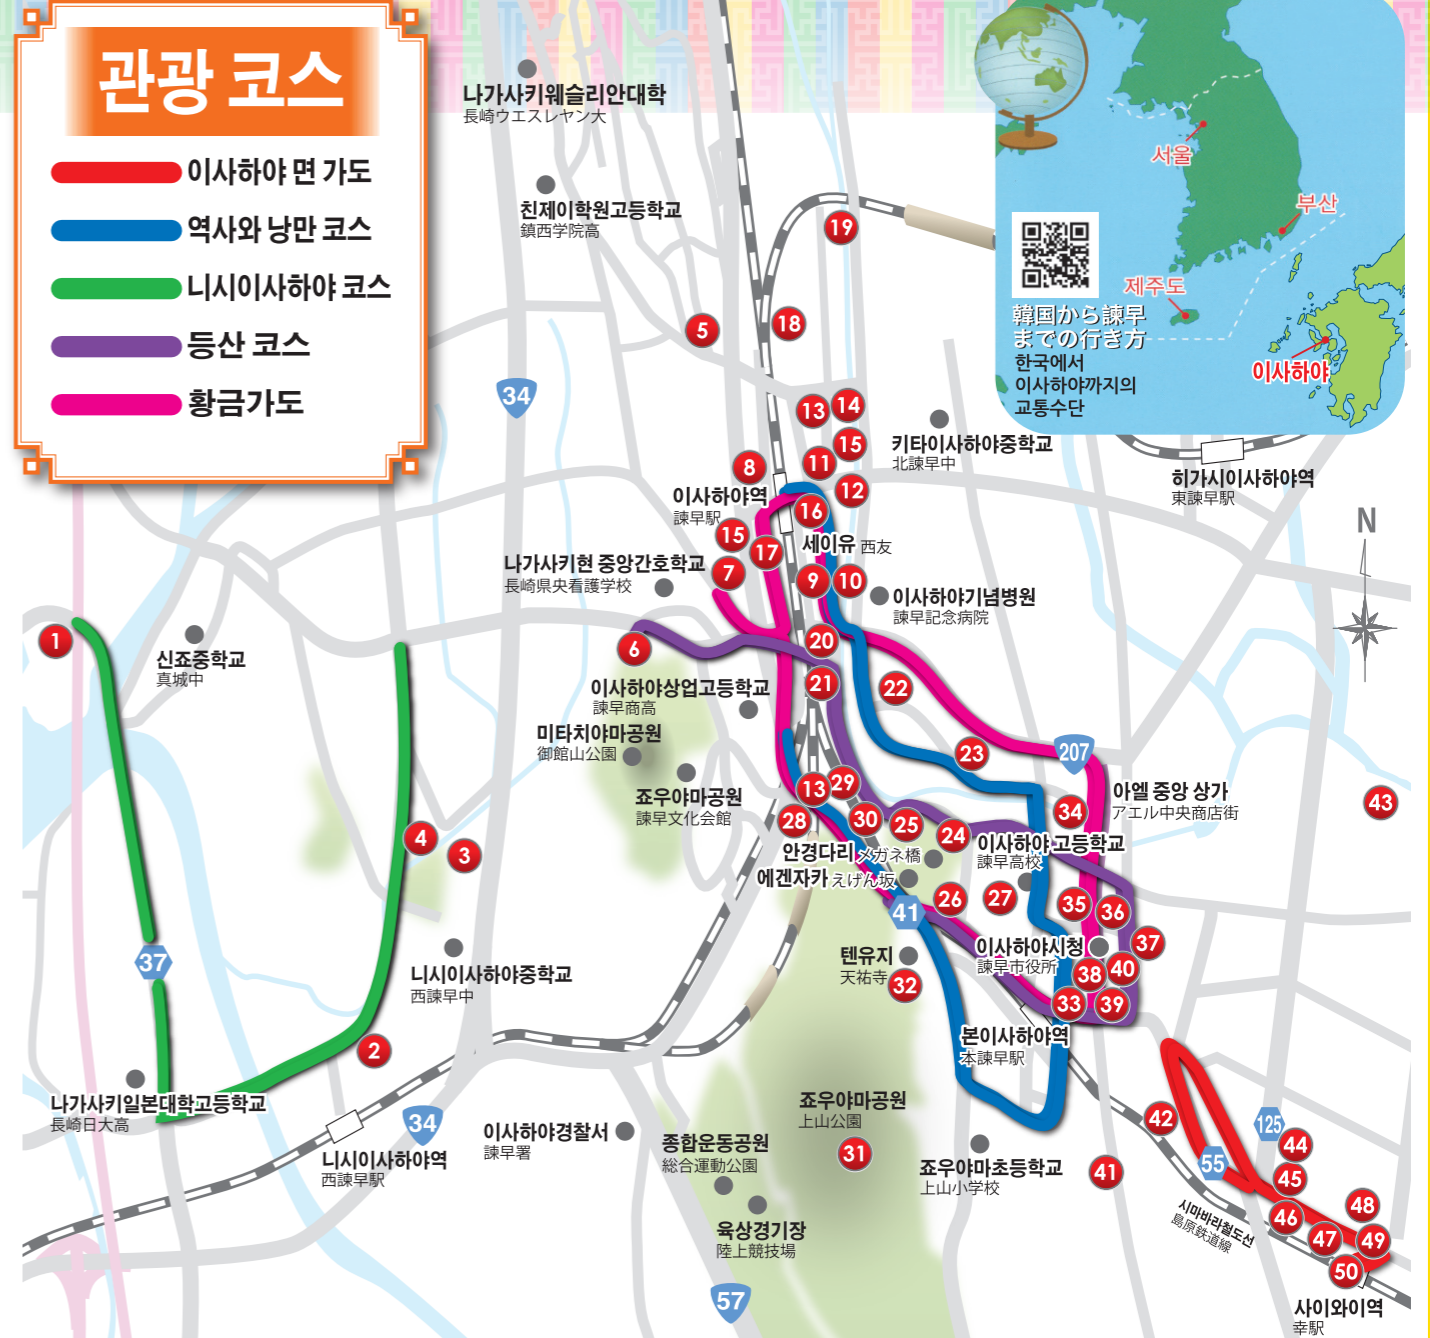 관광 코스
이사하야 면 가도
역사와 낭만 코스
니시이사하야 코스
등산 코스
황금가도
나가사키웨슬리안대학
長崎ウエスレヤン大
친제이학원고등학교
鎮西学院高
서울
부산
제주도
이사하야
韓国から諫早
までの行き方
한국에서
이사하야까지의
교통수단
19
5
18
34
13
14
15
11
12
8
키타이사하야중학교
北諫早中
히가시이사하야역
東諫早駅
N
이사하야역
諫早駅
16
15
17
세이유 西友
나가사키현 중앙간호학교
長崎県央看護学校
7
9
10
이사하야기념병원
諫早記念病院
1
신죠중학교
真城中
6
20
21
22
이사하야상업고등학교
諫早商高
미타치야마공원
御館山公園
죠우야마공원
諫早文化会館
23
207
13
29
28
30
25
24
34
아엘 중앙 상가
アエル中央商店街
43
4
3
안경다리 メガネ橋
에겐자카 えげん坂
이사하야 고등학교
諫早高校
41
26
27
35
36
37
37
니시이사하야중학교
西諫早中
텐유지
天祐寺
32
이사하야시청
諫早市役所
38
40
33
39
2
본이사하야역
本諫早駅
나가사키일본대학고등학교
長崎日大高
34
니시이사하야역
西諫早駅
이사하야경찰서
諫早署
종합운동공원
総合運動公園
육상경기장
陸上競技場
57
죠우야마공원
上山公園
31
죠우야마초등학교
上山小学校
41
42
125
55
44
45
46
47
48
49
50
시마바라철도선
島原鉄道線
사이와이역
幸駅